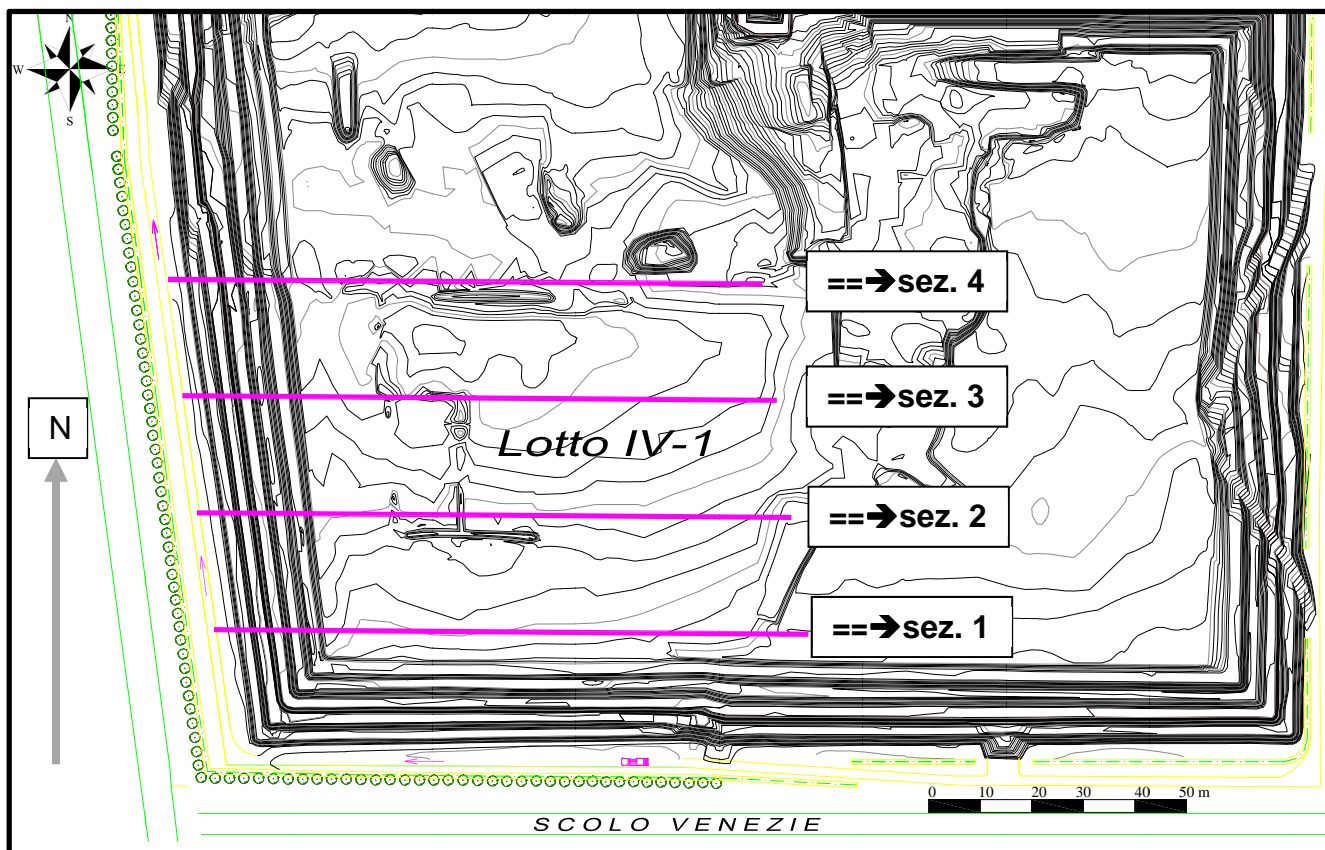 N
W E
S
==➔sez. 4
==➔sez. 3
N
Lotto IV-1
==➔sez. 2
==➔sez. 1
0 10 20 30 40 50 m
SCOLO VENEZIE